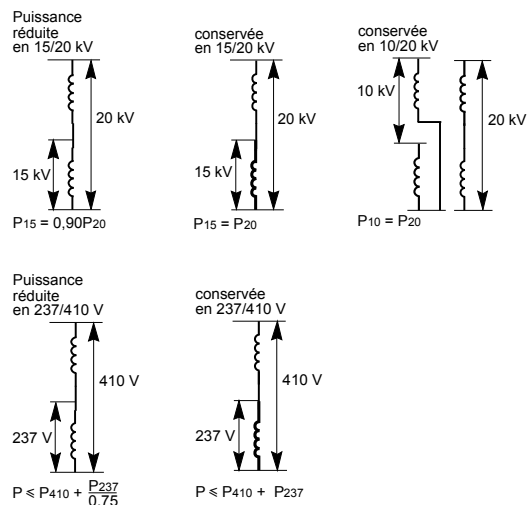 Puissance
réduite
en 15/20 kV
20 kV
15 kV
P15 = 0,90P20
conservée
en 15/20 kV
20 kV
15 kV
P15 = P20
conservée
en 10/20 kV
10 kV
20 kV
P10 = P20
Puissance
réduite
en 237/410 V
410 V
237 V
P ≤ P410 + P237/0,75
conservée
en 237/410 V
410 V
237 V
P ≤ P410 + P237